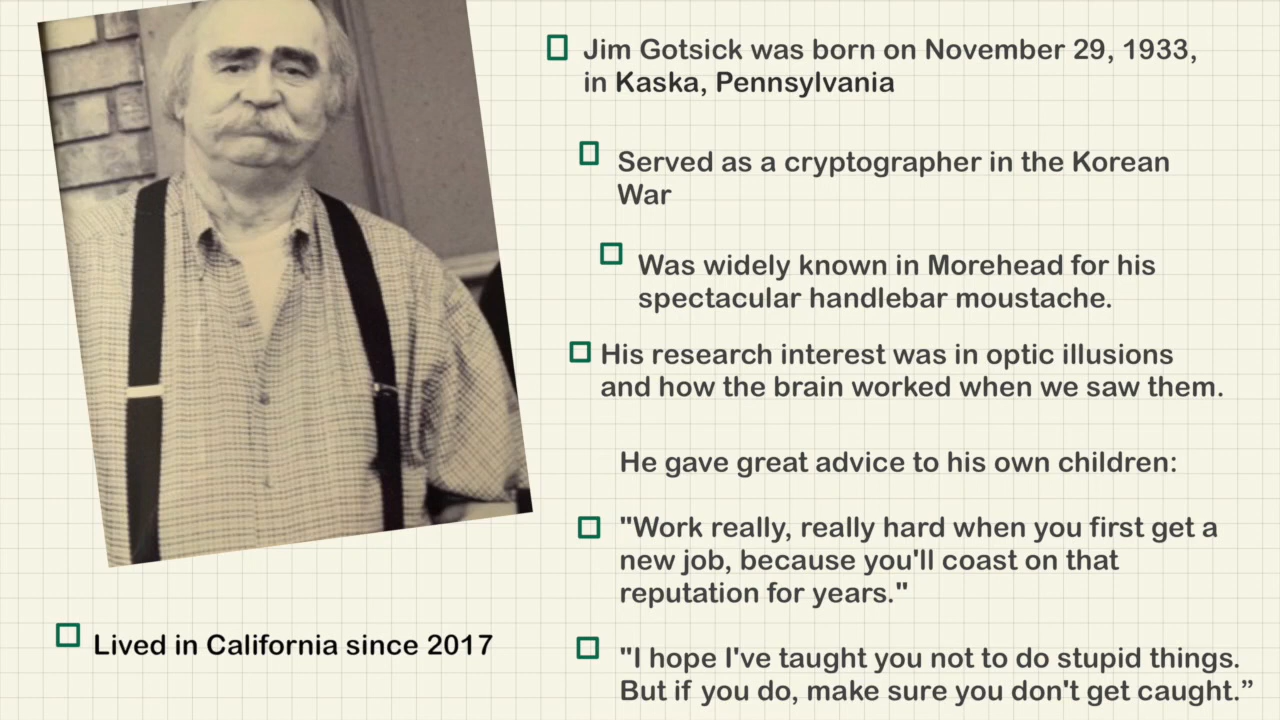 Jim Gotsick was born on November 29, 1933,
in Kaska, Pennsylvania
Served as a cryptographer in the Korean
War
Was widely known in Morehead for his
spectacular handlebar moustache.
His research interest was in optic illusions
and how the brain worked when we saw them.
He gave great advice to his own children:
"Work really, really hard when you first get a
new job, because you'll coast on that
reputation for years."
"I hope I've taught you not to do stupid things.
But if you do, make sure you don't get caught.”
Lived in California since 2017